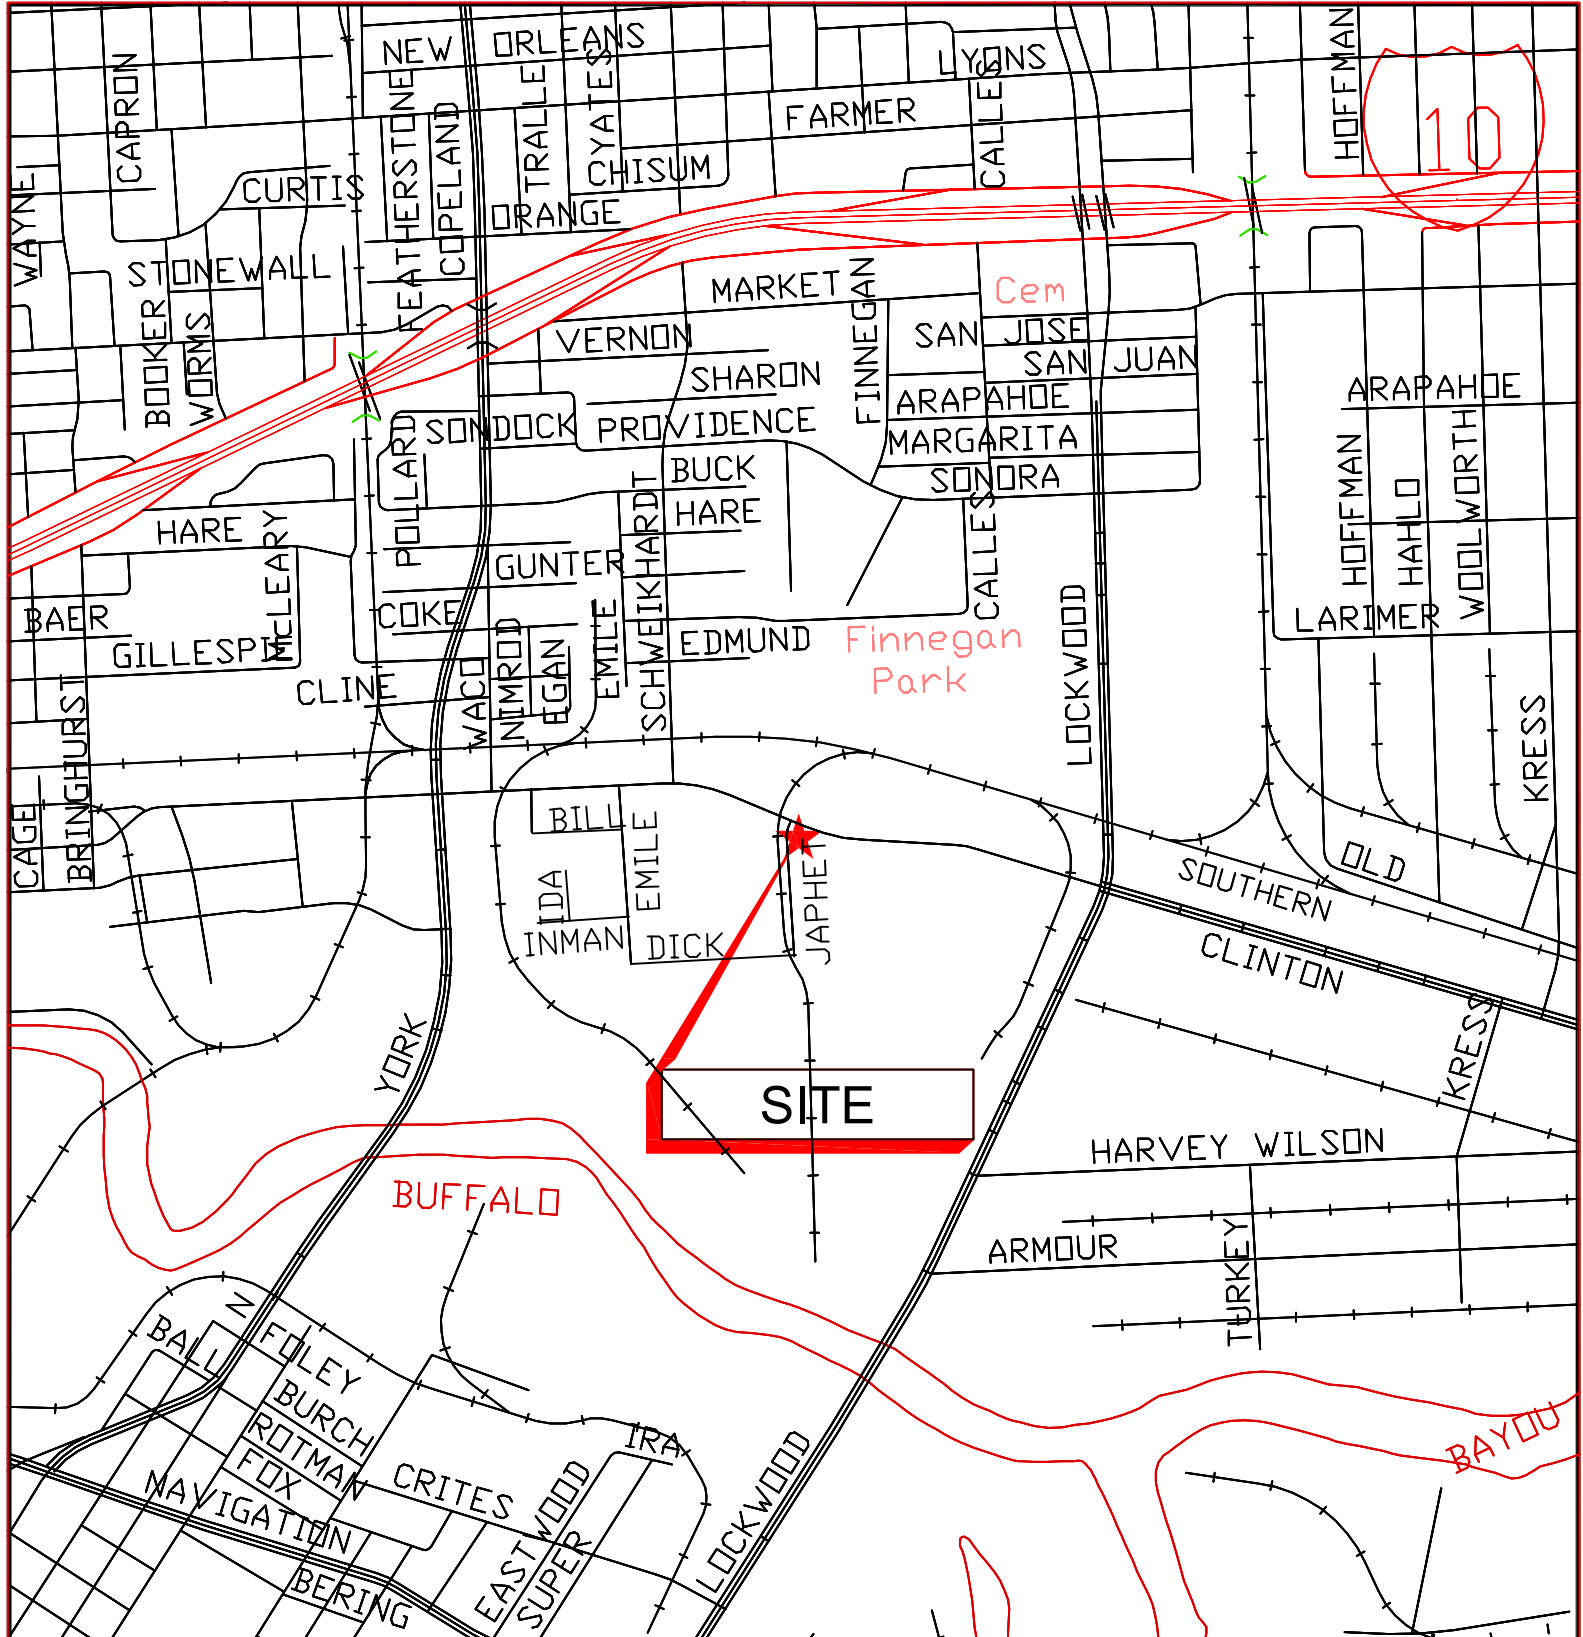 NEW ORLEANS
LYONS
HOFFMAN
CAPRON
FEATHERSTONE
COPELAND
TRALLE
YATES
CALLES
FARMER
10
CHISUM
CURTIS
ORANGE
WAYNE
STONEWALL
MARKET
Cem
FINNEGAN
BOOKER
WORMS
VERNON
SAN JOSE
SAN JUAN
SHARON
ARAPAHOE
ARAPAHOE
SONDOCK
PROVIDENCE
MARGARITA
POLLARD
BUCK
SONORA
HOFFMAN
HAHLO
WOOLWORTH
HARE
HARE
MCLEARY
SCHWEIKHARDT
CALLES
GUNTER
LOCKWOOD
BAER
COKE
LARIMER
GILLESPIE
NIMROD
EGAN
EMILE
EDMUND
Finnegan
Park
CLINE
WACO
BRINGHURST
KRESS
CAGE
BILL
EMILE
JAPHET
OLD
SOUTHERN
IDA
INMAN
DICK
CLINTON
YORK
KRESS
SITE
HARVEY WILSON
BUFFALO
ARMOUR
TURKEY
N
BALL
FOLEY
BURCH
ROTMAN
FOX
IRA
BAYOU
NAVIGATION
CRITES
EASTWOOD
SUPER
LOCKWOOD
BERING